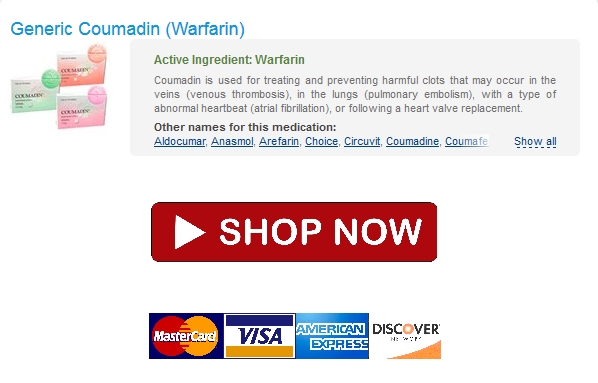 Generic Coumadin (Warfarin)
Active Ingredient: Warfarin
Coumadin is used for treating and preventing harmful clots that may occur in the
veins (venous thrombosis), in the lungs (pulmonary embolism), with a type of
abnormal heartbeat (atrial fibrillation), or following a heart valve replacement.
Other names for this medication:
Aldocumar, Anasmol, Arefarin, Choice, Circuvit, Coumadine, Coumafe
Show all
COUMADIN
COUMADIN
COUMADIN
SHOP NOW
MasterCard
VISA
AMERICAN
EXPRESS
DISCOVER
NETWORK